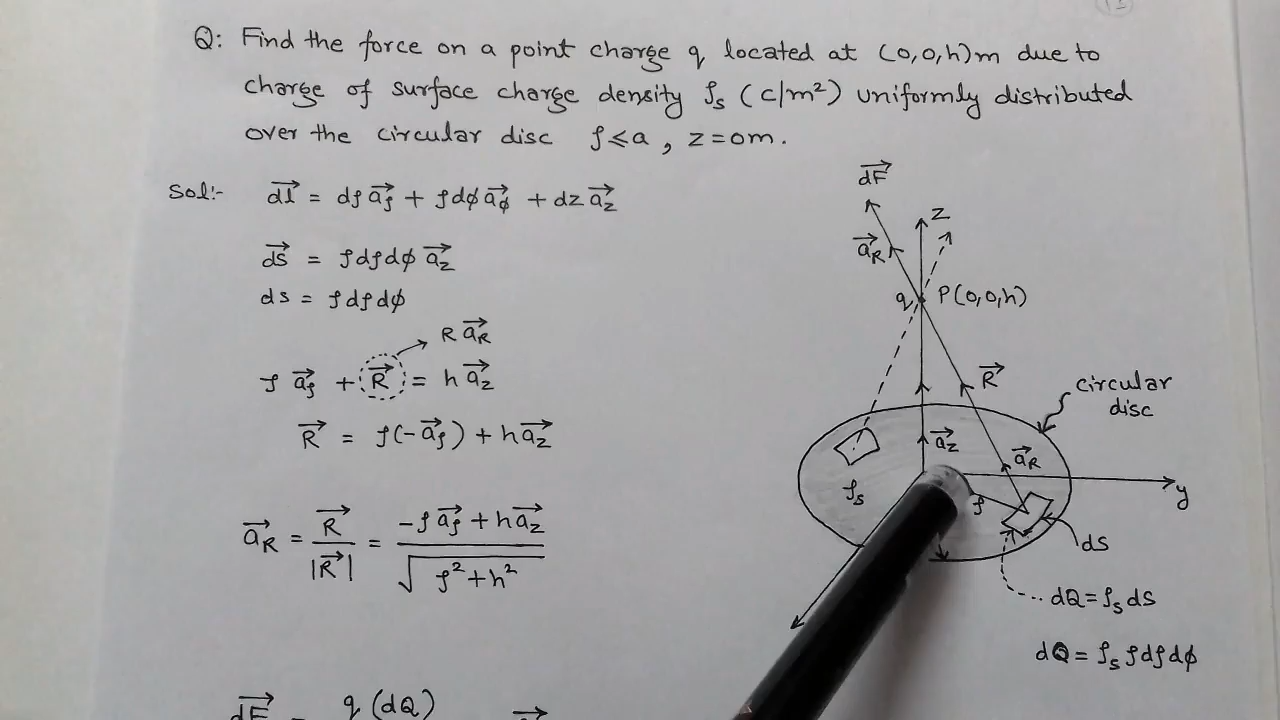 Q: Find the force on a point charge q located at (0,0,h)m due to
charge of surface charge density ρₛ (C/m²) uniformly distributed
over the circular disc ρ≤a, z=0m.
Sol:- dl⃗ = dρ a⃗ρ + ρdϕ a⃗ϕ + dz a⃗z
ds⃗ = ρdρdϕ a⃗z
ds = ρdρdϕ
R a⃗R
ρ a⃗ρ + R⃗ = h a⃗z
R⃗ = ρ(-a⃗ρ) + h a⃗z
a⃗R = R⃗ / |R⃗| = (-ρ a⃗ρ + h a⃗z) / √(ρ²+h²)
dF⃗ = q (dQ)
dF⃗
z
a⃗R
q P(0,0,h)
R⃗
circular
disc
a⃗z
a⃗R
ρₛ
ρ
y
ds
dQ = ρₛ ds
dQ = ρₛ ρdρdϕ